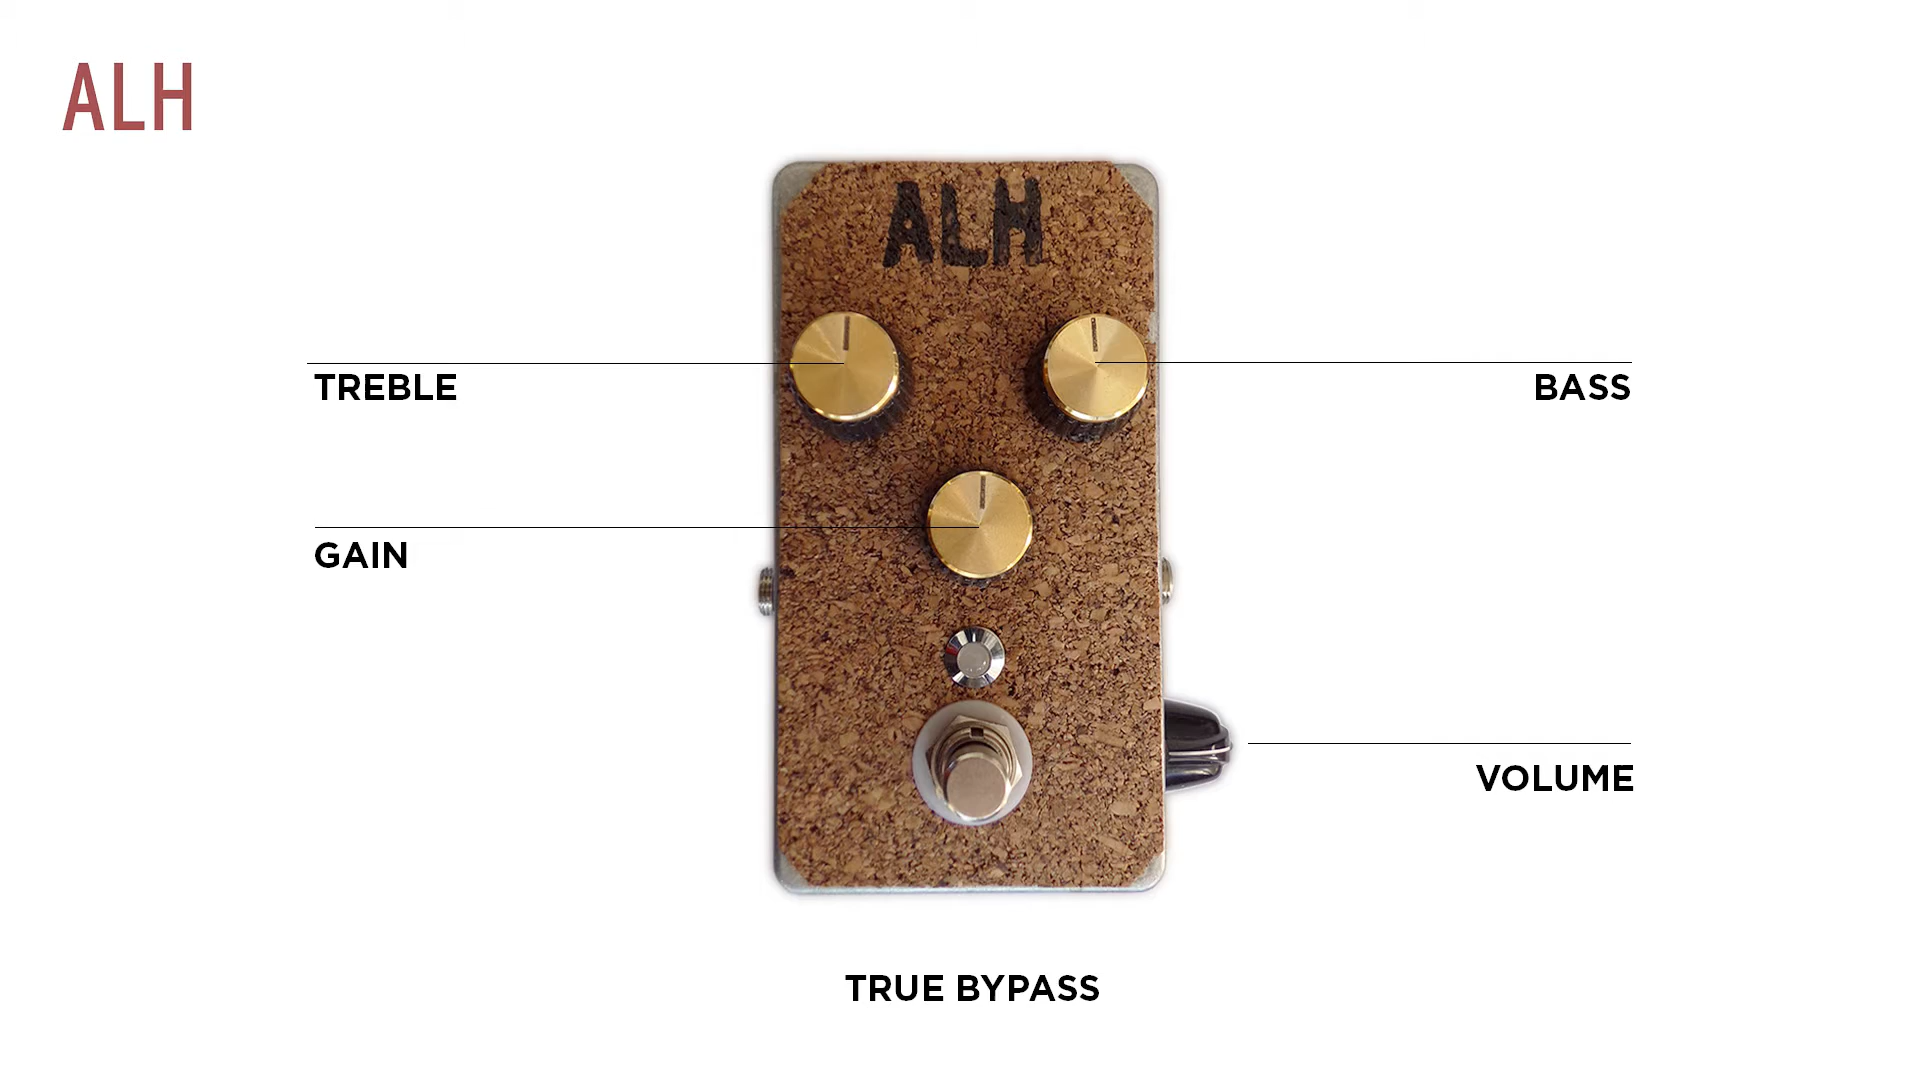 ALH
ALH
TREBLE
BASS
GAIN
VOLUME
TRUE BYPASS